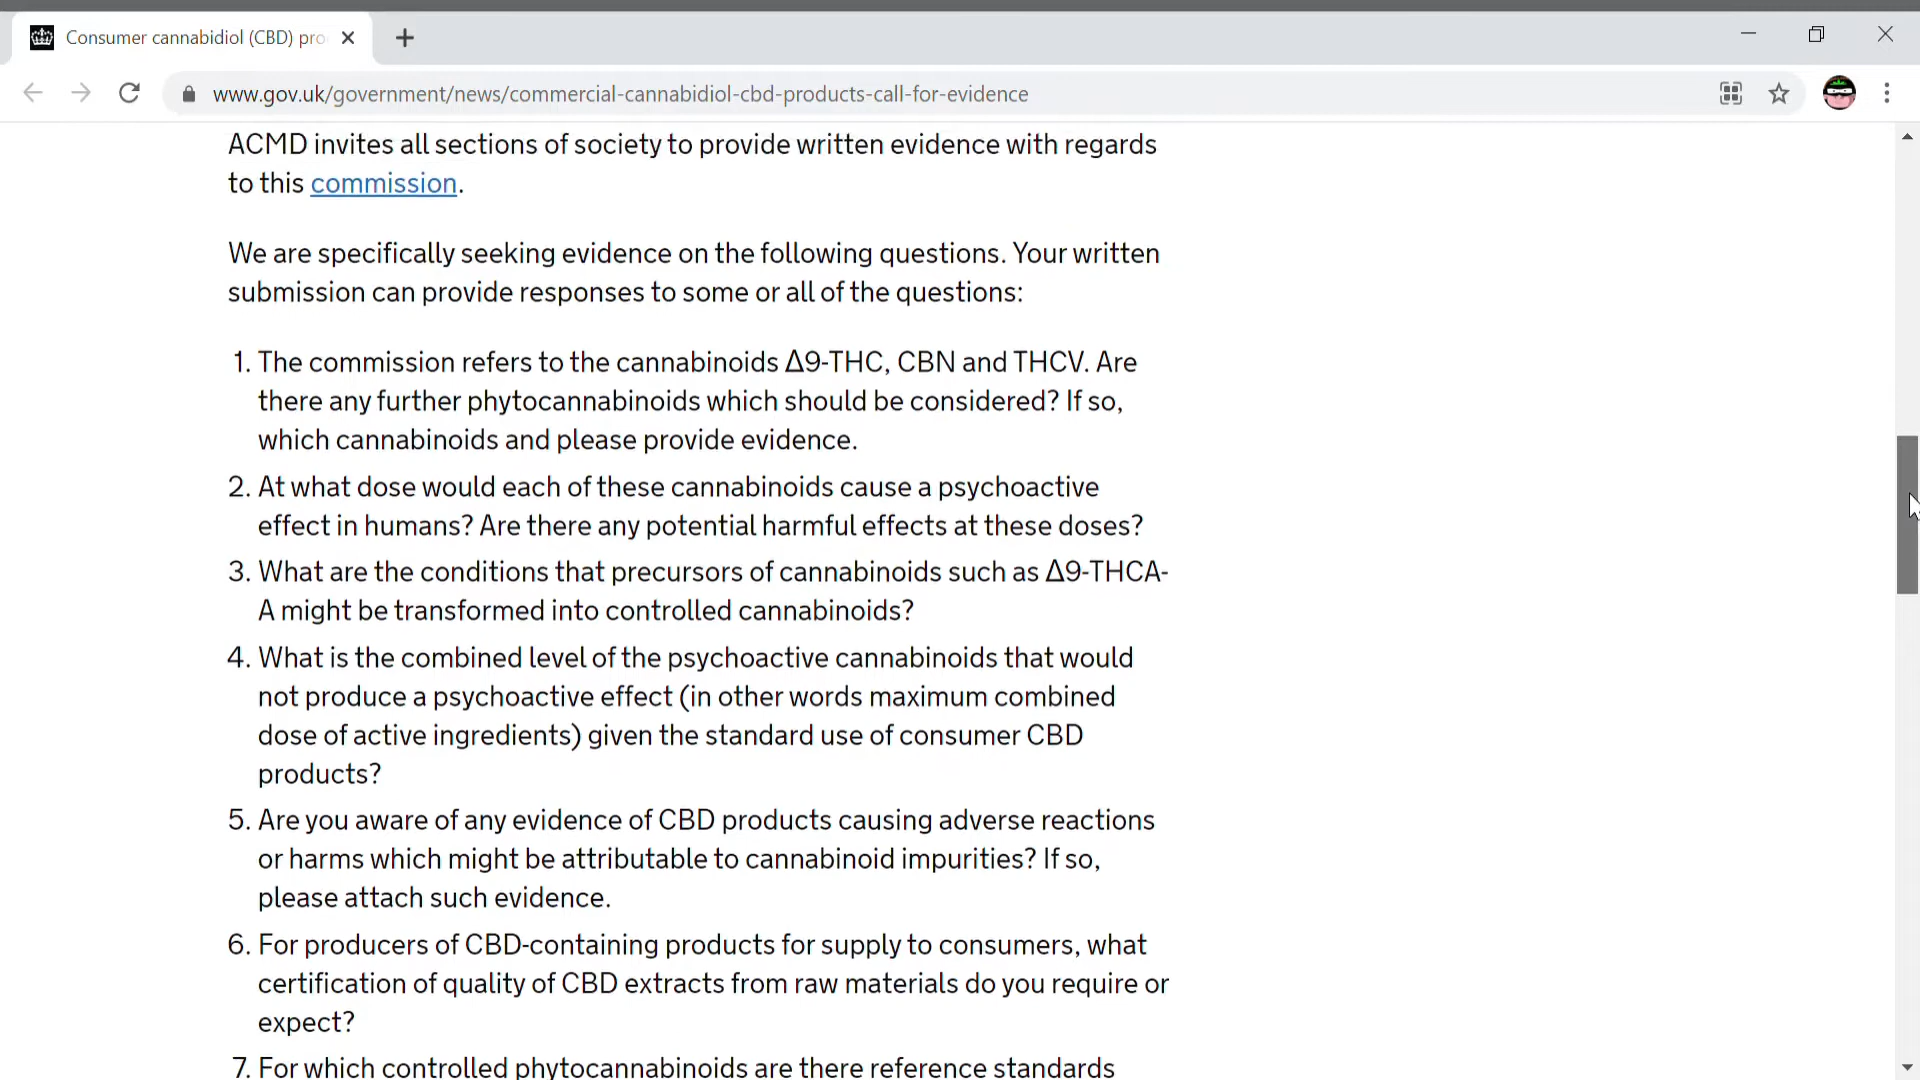 Consumer cannabidiol (CBD) pro
www.gov.uk/government/news/commercial-cannabidiol-cbd-products-call-for-evidence
ACMD invites all sections of society to provide written evidence with regards
to this commission.
We are specifically seeking evidence on the following questions. Your written
submission can provide responses to some or all of the questions:
1. The commission refers to the cannabinoids Δ9-THC, CBN and THCV. Are
there any further phytocannabinoids which should be considered? If so,
which cannabinoids and please provide evidence.
2. At what dose would each of these cannabinoids cause a psychoactive
effect in humans? Are there any potential harmful effects at these doses?
3. What are the conditions that precursors of cannabinoids such as Δ9-THCA-
A might be transformed into controlled cannabinoids?
4. What is the combined level of the psychoactive cannabinoids that would
not produce a psychoactive effect (in other words maximum combined
dose of active ingredients) given the standard use of consumer CBD
products?
5. Are you aware of any evidence of CBD products causing adverse reactions
or harms which might be attributable to cannabinoid impurities? If so,
please attach such evidence.
6. For producers of CBD-containing products for supply to consumers, what
certification of quality of CBD extracts from raw materials do you require or
expect?
7. For which controlled phytocannabinoids are there reference standards